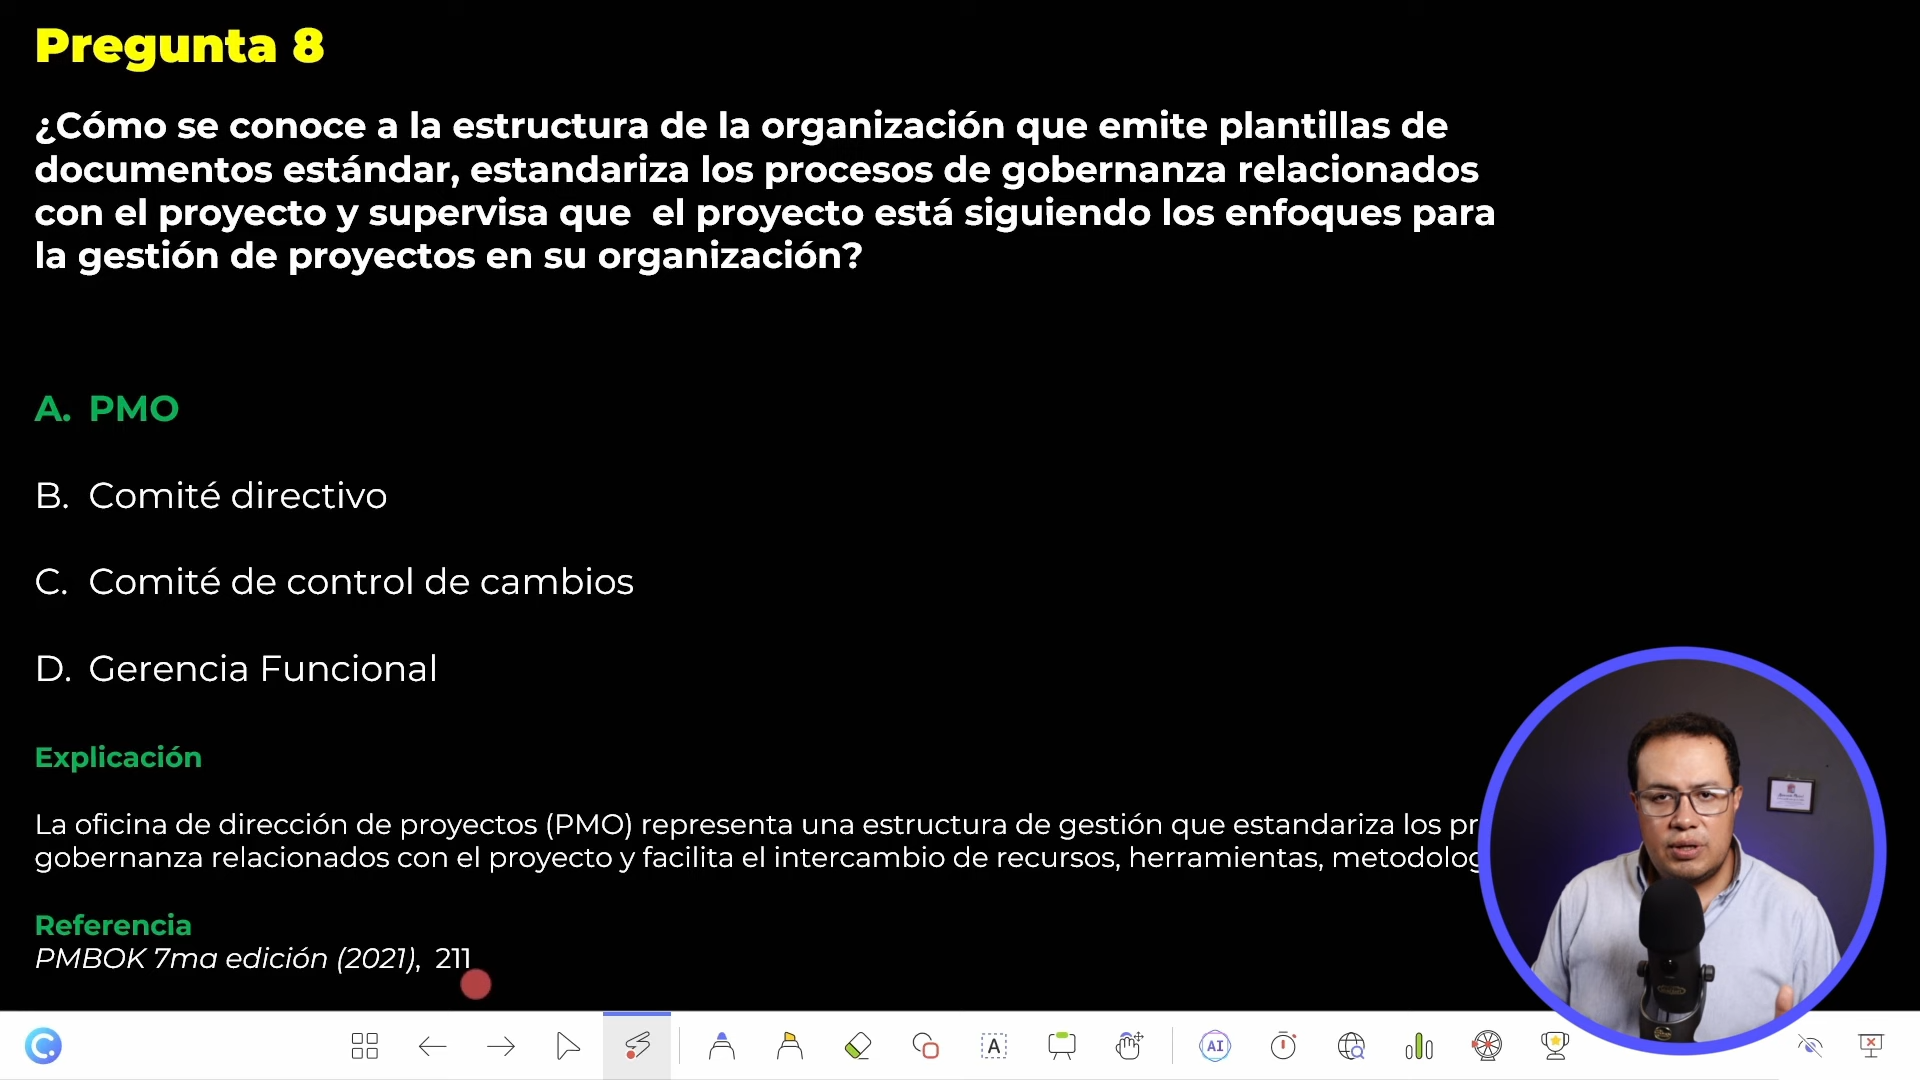 Pregunta 8
¿Cómo se conoce a la estructura de la organización que emite plantillas de
documentos estándar, estandariza los procesos de gobernanza relacionados
con el proyecto y supervisa que el proyecto está siguiendo los enfoques para
la gestión de proyectos en su organización?
A. PMO
B. Comité directivo
C. Comité de control de cambios
D. Gerencia Funcional
Explicación
La oficina de dirección de proyectos (PMO) representa una estructura de gestión que estandariza los pr
gobernanza relacionados con el proyecto y facilita el intercambio de recursos, herramientas, metodolog
Referencia
PMBOK 7ma edición (2021), 211
A
AI